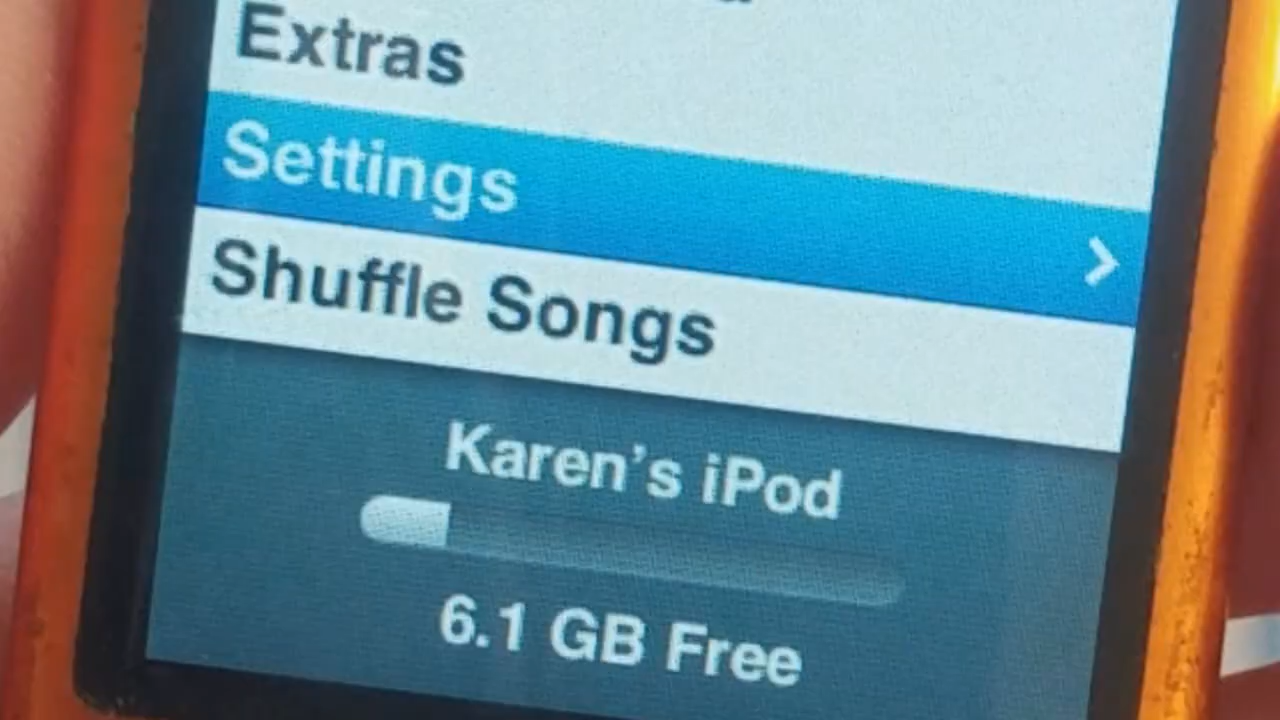 Extras
Settings
Shuffle Songs
Karen’s iPod
6.1 GB Free